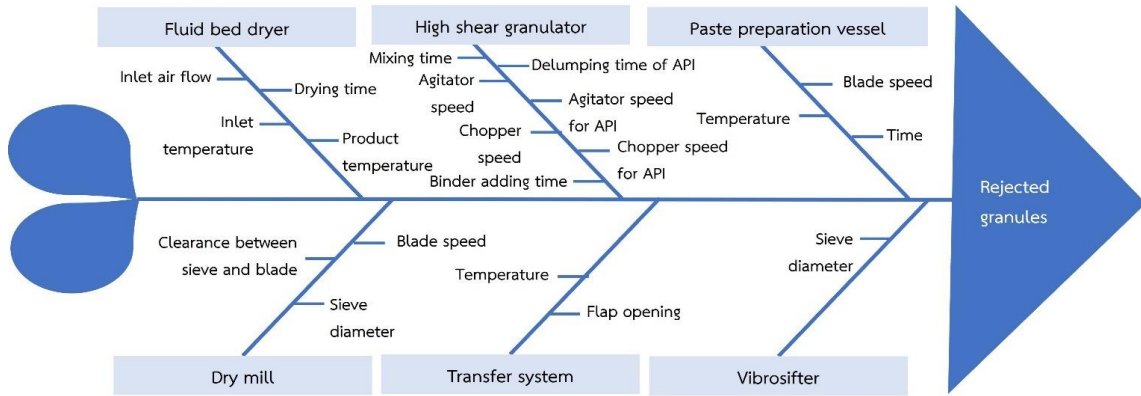 Fluid bed dryer
High shear granulator
Paste preparation vessel
Inlet air flow
Drying time
Inlet
temperature
Product
temperature
Mixing time
Delumping time of API
Agitator
speed
Agitator speed
for API
Chopper
speed
Chopper speed
for API
Binder adding time
Blade speed
Temperature
Time
Rejected
granules
Clearance between
sieve and blade
Blade speed
Sieve
diameter
Temperature
Flap opening
Sieve
diameter
Dry mill
Transfer system
Vibrosifter